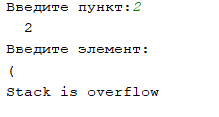 Введите пункт:2
2
Введите элемент:
(
Stack is overflow